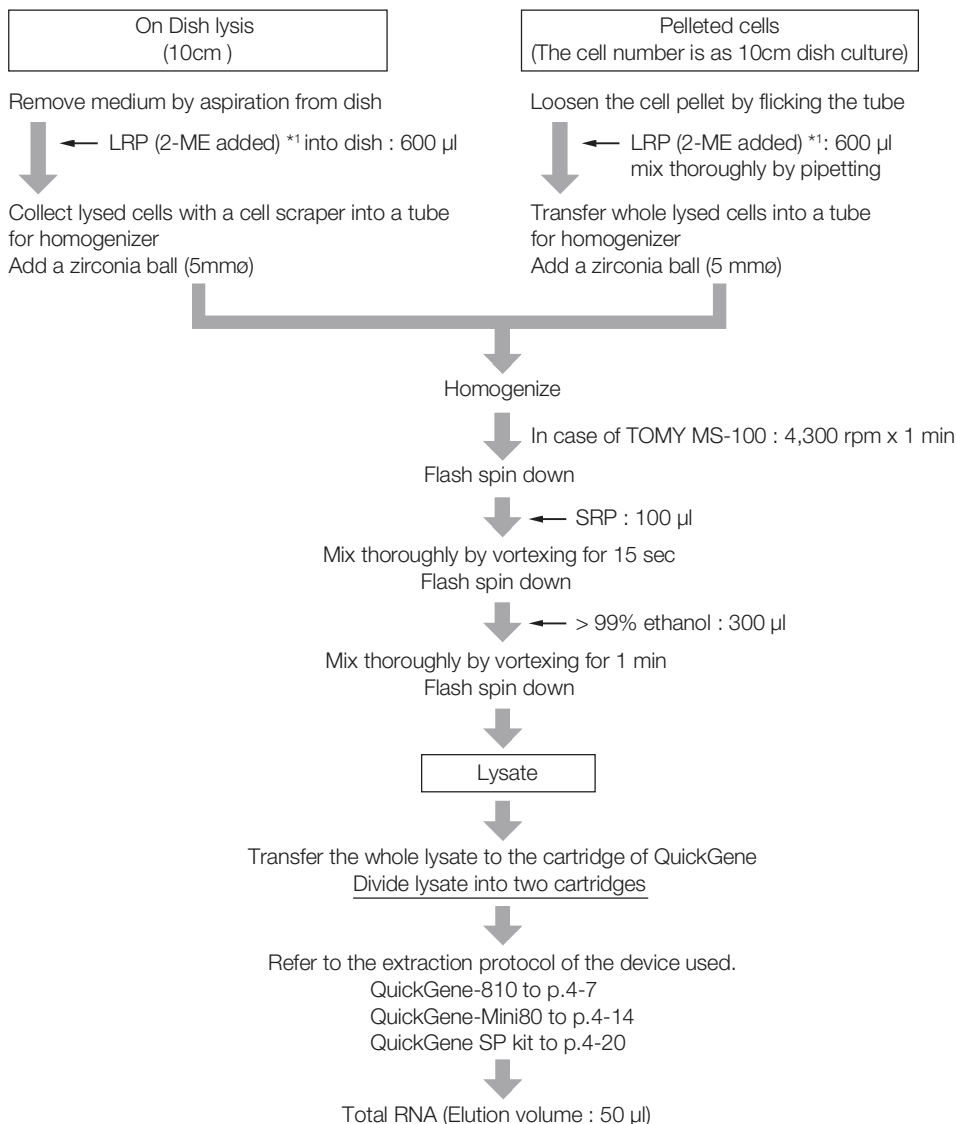 On Dish lysis
(10cm )
Remove medium by aspiration from dish
LRP (2-ME added) *1 into dish : 600 µl
Collect lysed cells with a cell scraper into a tube
for homogenizer
Add a zirconia ball (5mmø)
Pelleted cells
(The cell number is as 10cm dish culture)
Loosen the cell pellet by flicking the tube
LRP (2-ME added) *1: 600 µl
mix thoroughly by pipetting
Transfer whole lysed cells into a tube
for homogenizer
Add a zirconia ball (5 mmø)
Homogenize
In case of TOMY MS-100 : 4,300 rpm x 1 min
Flash spin down
SRP : 100 µl
Mix thoroughly by vortexing for 15 sec
Flash spin down
> 99% ethanol : 300 µl
Mix thoroughly by vortexing for 1 min
Flash spin down
Lysate
Transfer the whole lysate to the cartridge of QuickGene
Divide lysate into two cartridges
Refer to the extraction protocol of the device used.
QuickGene-810 to p.4-7
QuickGene-Mini80 to p.4-14
QuickGene SP kit to p.4-20
Total RNA (Elution volume : 50 µl)